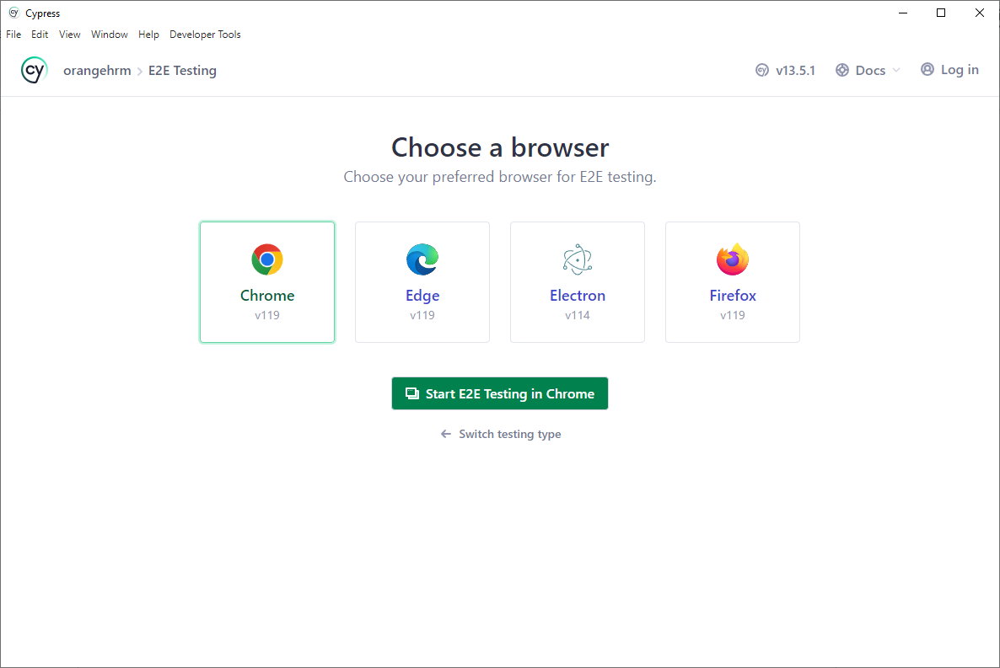 Cypress
File Edit View Window Help Developer Tools
cy orangehrm > E2E Testing v13.5.1 Docs Log in
Choose a browser
Choose your preferred browser for E2E testing.
Chrome Edge Electron Firefox
v119 v119 v114 v119
Start E2E Testing in Chrome
← Switch testing type